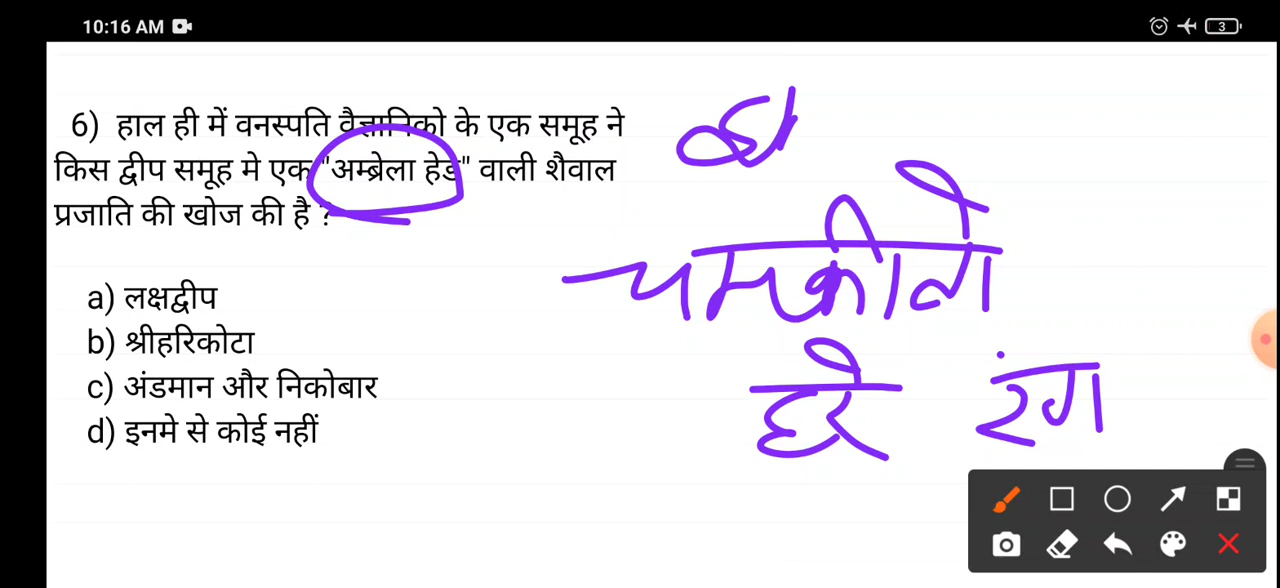 10:16 AM
3
6) हाल ही में वनस्पति वैज्ञानिको के एक समूह ने
किस द्वीप समूह मे एक "अम्ब्रेला हेड" वाली शैवाल
प्रजाति की खोज की है ?
a) लक्षद्वीप
b) श्रीहरिकोटा
c) अंडमान और निकोबार
d) इनमे से कोई नहीं
चमकीले
हरे रंग